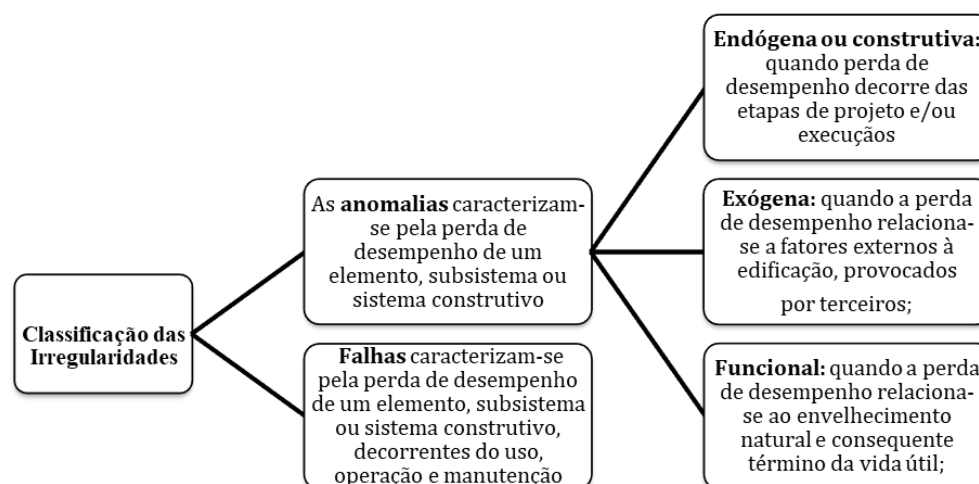 Classificação das
Irregularidades
As anomalias caracterizam-
se pela perda de
desempenho de um
elemento, subsistema ou
sistema construtivo
Falhas caracterizam-se
pela perda de desempenho
de um elemento, subsistema
ou sistema construtivo,
decorrentes do uso,
operação e manutenção
Endógena ou construtiva:
quando perda de
desempenho decorre das
etapas de projeto e/ou
execuçãos
Exógena: quando a perda
de desempenho relaciona-
se a fatores externos à
edificação, provocados
por terceiros;
Funcional: quando a perda
de desempenho relaciona-
se ao envelhecimento
natural e consequente
término da vida útil;